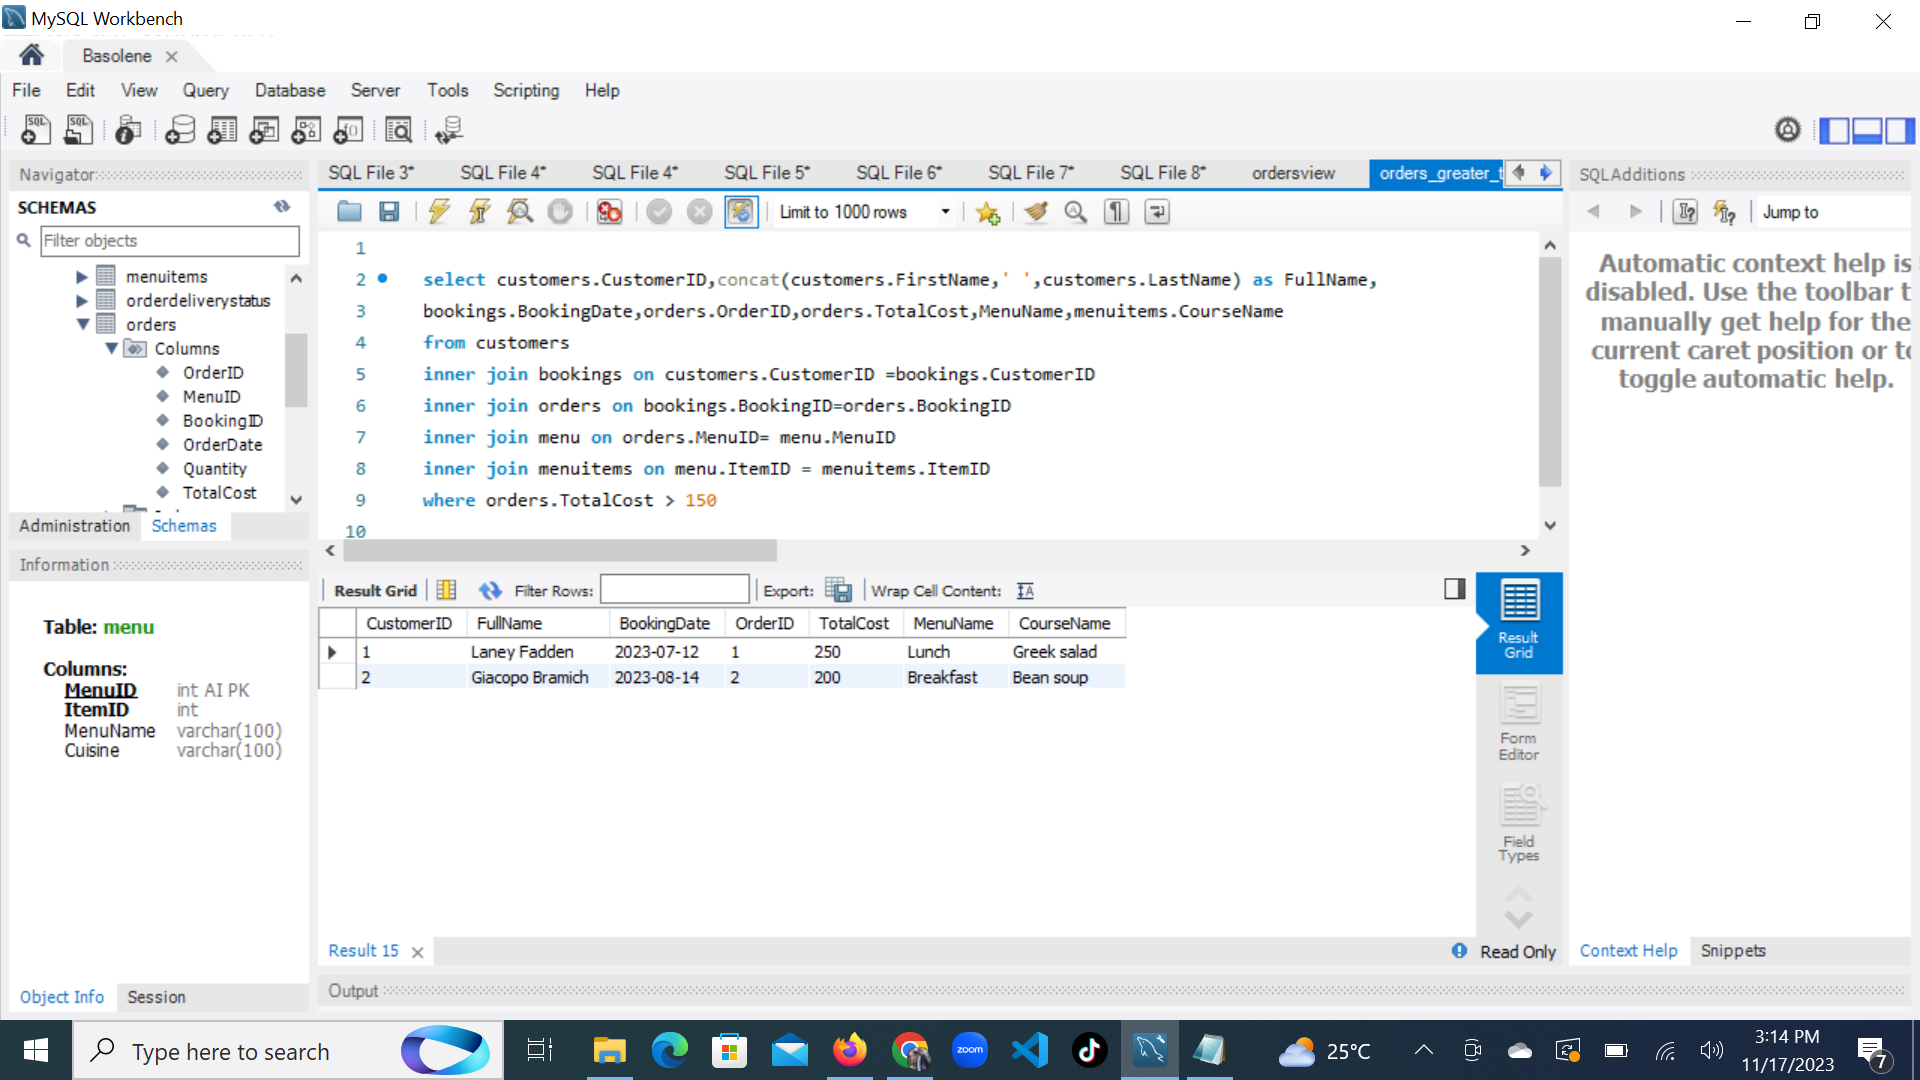 MySQL Workbench
Basolene
File Edit View Query Database Server Tools Scripting Help
Navigator
SCHEMAS
Filter objects
menuitems
orderdeliverystatus
orders
Columns
OrderID
MenuID
BookingID
OrderDate
Quantity
TotalCost
Administration Schemas
Information
Table: menu
Columns:
MenuID int AI PK
ItemID int
MenuName varchar(100)
Cuisine varchar(100)
Object Info Session
SQL File 3* SQL File 4* SQL File 4* SQL File 5* SQL File 6* SQL File 7* SQL File 8* ordersview orders_greater_t
Limit to 1000 rows
1
2 select customers.CustomerID,concat(customers.FirstName,' ',customers.LastName) as FullName,
3 bookings.BookingDate,orders.OrderID,orders.TotalCost,MenuName,menuitems.CourseName
4 from customers
5 inner join bookings on customers.CustomerID =bookings.CustomerID
6 inner join orders on bookings.BookingID=orders.BookingID
7 inner join menu on orders.MenuID= menu.MenuID
8 inner join menuitems on menu.ItemID = menuitems.ItemID
9 where orders.TotalCost > 150
10
Result Grid Filter Rows: Export: Wrap Cell Content:
CustomerID FullName BookingDate OrderID TotalCost MenuName CourseName
1 Laney Fadden 2023-07-12 1 250 Lunch Greek salad
2 Giacopo Bramich 2023-08-14 2 200 Breakfast Bean soup
Result
Grid
Form
Editor
Field
Types
Result 15
Read Only
Output
SQLAdditions
Jump to
Automatic context help is
disabled. Use the toolbar t
manually get help for the
current caret position or to
toggle automatic help.
Context Help Snippets
Type here to search
zoom
25°C
3:14 PM
11/17/2023
7